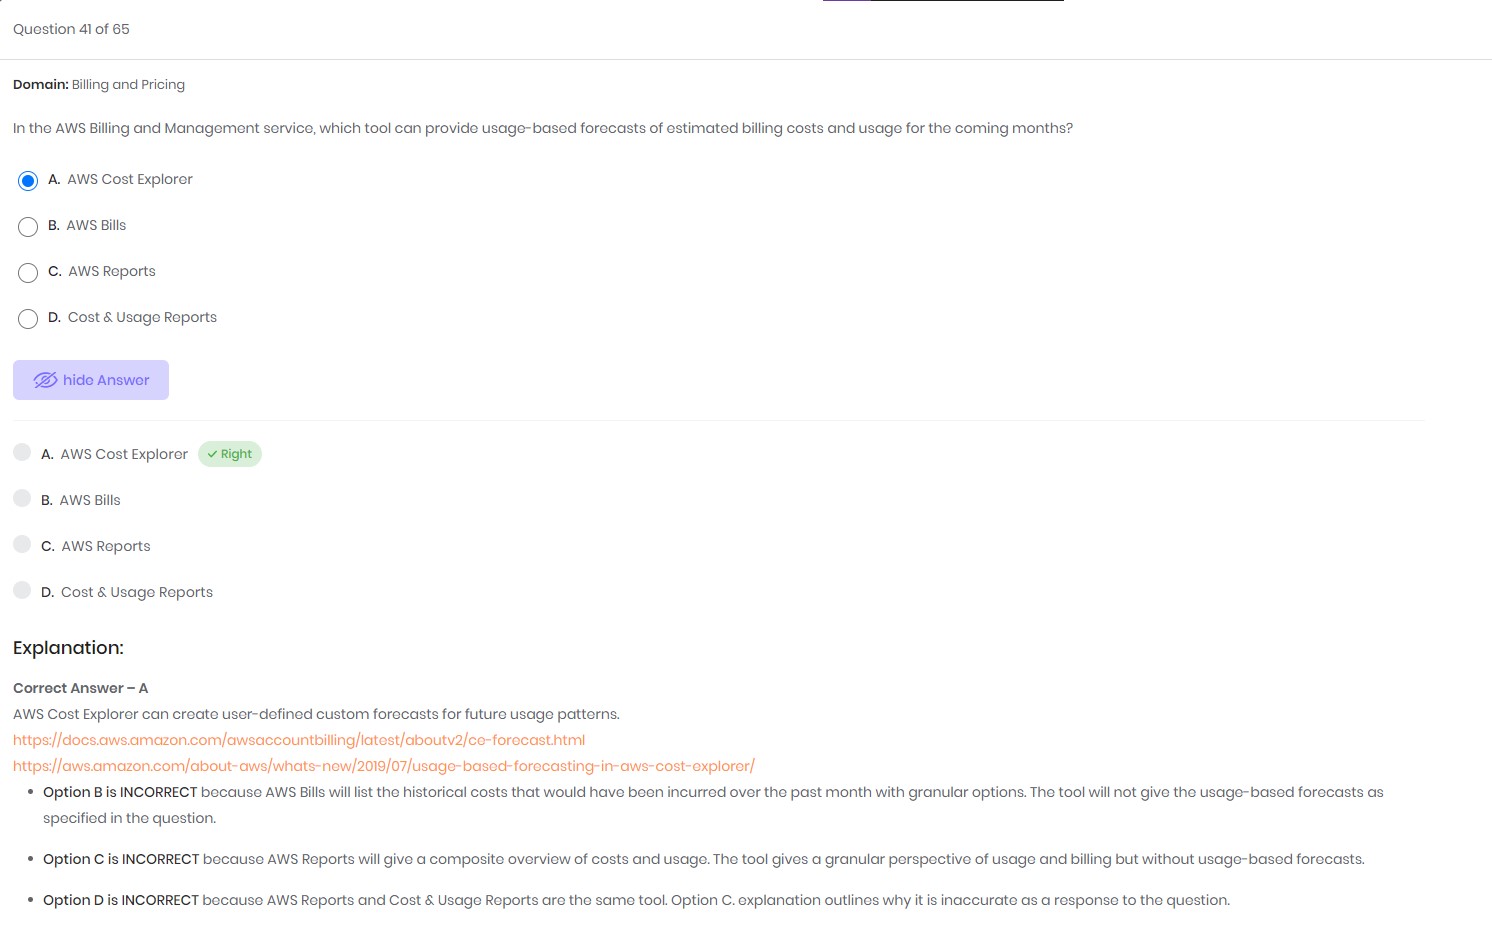 Question 41 of 65
Domain: Billing and Pricing
In the AWS Billing and Management service, which tool can provide usage-based forecasts of estimated billing costs and usage for the coming months?
A. AWS Cost Explorer
B. AWS Bills
C. AWS Reports
D. Cost & Usage Reports
hide Answer
A. AWS Cost Explorer Right
B. AWS Bills
C. AWS Reports
D. Cost & Usage Reports
Explanation:
Correct Answer – A
AWS Cost Explorer can create user-defined custom forecasts for future usage patterns.
https://docs.aws.amazon.com/awsaccountbilling/latest/aboutv2/ce-forecast.html
https://aws.amazon.com/about-aws/whats-new/2019/07/usage-based-forecasting-in-aws-cost-explorer/
• Option B is INCORRECT because AWS Bills will list the historical costs that would have been incurred over the past month with granular options. The tool will not give the usage-based forecasts as
specified in the question.
• Option C is INCORRECT because AWS Reports will give a composite overview of costs and usage. The tool gives a granular perspective of usage and billing but without usage-based forecasts.
• Option D is INCORRECT because AWS Reports and Cost & Usage Reports are the same tool. Option C. explanation outlines why it is inaccurate as a response to the question.